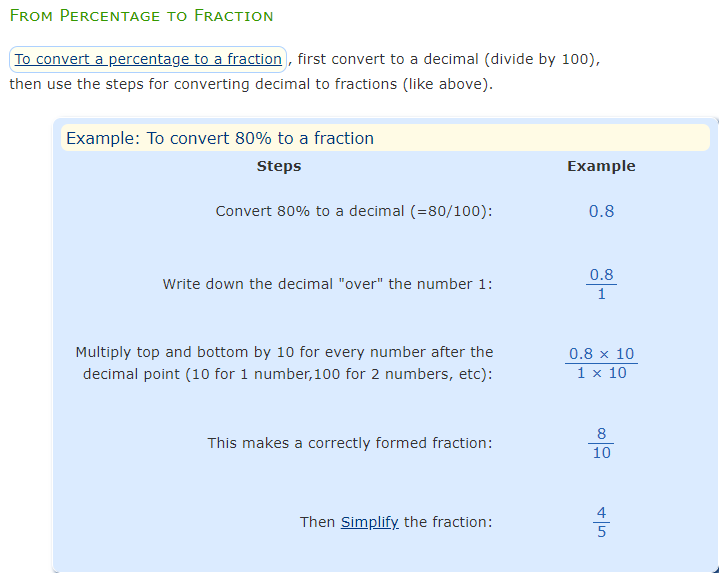 From Percentage to Fraction
To convert a percentage to a fraction, first convert to a decimal (divide by 100),
then use the steps for converting decimal to fractions (like above).
Example: To convert 80% to a fraction
Steps Example
Convert 80% to a decimal (=80/100): 0.8
Write down the decimal "over" the number 1:
0.8
1
Multiply top and bottom by 10 for every number after the
decimal point (10 for 1 number,100 for 2 numbers, etc):
0.8 × 10
1 × 10
This makes a correctly formed fraction:
8
10
Then Simplify the fraction:
4
5